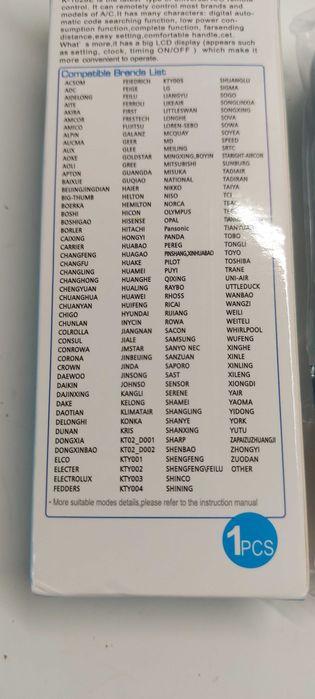 control. It can remotely control most brands and
models of A/C. It has many characters: digital auto-
matic code searching function, low power con-
sumption function, complete function, farsending
distance,easy setting,comfortable handle,cet.
What' s more,it has a big LCD display (appears such
as setting, clock, timing ON/OFF ) which make it
more convenient to operate.
Compatible Brands List:
ACSOM FEIEDRICH KTY005 SHUANGLU
ADC FEIGE LG SIGMA
AIDELONG FEILU LIANGYU SOGO
AITE FERROLI LIKEAIR SONGLINXIA
AKIRA FIRST LITTLESWAN SONGXING
AMCOR FRESTECH LONGHE SOVA
AMICO FUJITSU LOREN-SEBO SOWA
ALPIN GALANZ MCQUAY SOYEA
AUCMA GEER MD SPEED
AUX GLEE MEILING SRTC
AOKE GOLDSTAR MINGXING,BOYIN STARIGHT-AIRCON
AOLI GREE MITSUBISHI SUNBURG
APTON GUANGDA MISUKA TADIAIR
BAIXUE GUQIAO NATIONAL TADIRAN
BEIJINGJINGDIAN HAIER NIKKO TAIYA
BIG-THUMB HELTON NISO TCL
BOERKA HEMILTON NORCA
BOSHI HICON OLYMPUS
BOSHIGAO HISENSE OPAL
BORLER HITACHI Pansonic TIANYUAN
CAIXING HONGYI PANDA TOBO
CARRIER HUABAO PEREG TONGLI
CHANGFENG HUAGAO PINSHANG,XINHUABAO TOYO
CHANGFU HUAKE PILOT TOSHIBA
CHANGLING HUAMEI PUYI TRANE
CHANGHONG HUANGHE QIXING UNI-AIR
CHENGYUAN HUALING RAYBO UTTLEDUCK
CHUANGHUA HUAWEI RHOSS WANBAO
CHUANYAN HUIFENG RICAI WANGZI
CHIGO HYUNDAI RIJIANG WEILI
CHUNLAN INYCIN ROWA WEITELI
COLROLLA JIANGNAN SACON WHIRLPOOL
CONSUL JIALE SAMSUNG WUFENG
CONROWA JMSTAR SANYO NEC XINGHE
CORONA JINBEIJING SANZUAN XINLE
CROWN JINDA SAPORO XINLING
DAEWOO JINSONG SAST XILENG
DAIKIN JOHNSO SENSOR XIONGDI
DAJINXING KANGLI SERENE YAIR
DAKE KELONG SHAMEI YAOMA
DAOTIAN KLIMATAIR SHANGLING YIDONG
DELONGHI KONKA SHANYE YORK
DUNAN KRIS SHANXING YUTU
DONGXIA KT02_D001 SHARP ZAPAIZUZHUANGJI
DONGXINBAO KT02_D002 SHENBAO ZHONGYI
ELCO KTY001 SHENGFENG ZUODAN
ELECTER KTY002 SHENGFENG\FEILU OTHER
ELECTROLUX KTY003 SHINCO
FEDDERS KTY004 SHINING
• More suitable modes details,please refer to the instruction manual
1PCS